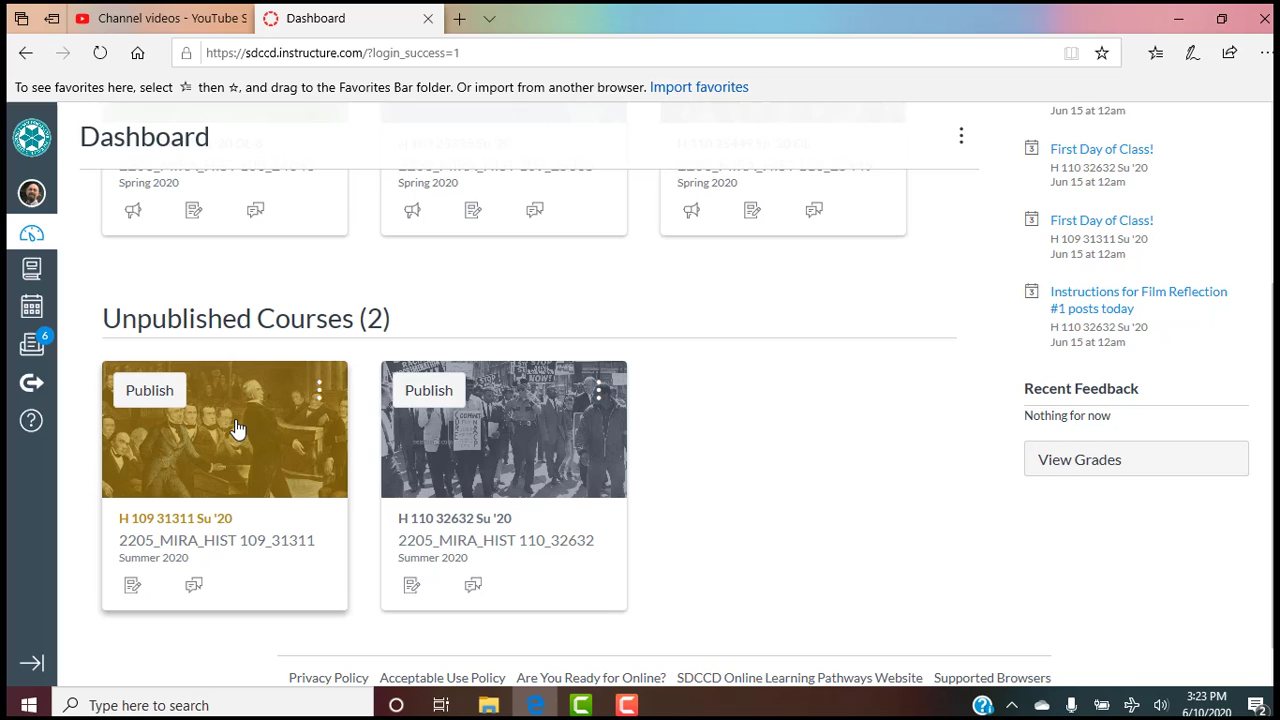 Channel videos - YouTube S
Dashboard
https://sdccd.instructure.com/?login_success=1
To see favorites here, select ☆ then ☆, and drag to the Favorites Bar folder. Or import from another browser. Import favorites
Dashboard
Spring 2020
Spring 2020
Spring 2020
Jun 15 at 12am
First Day of Class!
H 110 32632 Su '20
Jun 15 at 12am
First Day of Class!
H 109 31311 Su '20
Jun 15 at 12am
Instructions for Film Reflection
#1 posts today
H 110 32632 Su '20
Jun 15 at 12am
6
Unpublished Courses (2)
Publish
Publish
H 109 31311 Su '20
2205_MIRA_HIST 109_31311
Summer 2020
H 110 32632 Su '20
2205_MIRA_HIST 110_32632
Summer 2020
Recent Feedback
Nothing for now
View Grades
Privacy Policy Acceptable Use Policy Are You Ready for Online? SDCCD Online Learning Pathways Website Supported Browsers
Type here to search
3:23 PM
6/10/2020
2